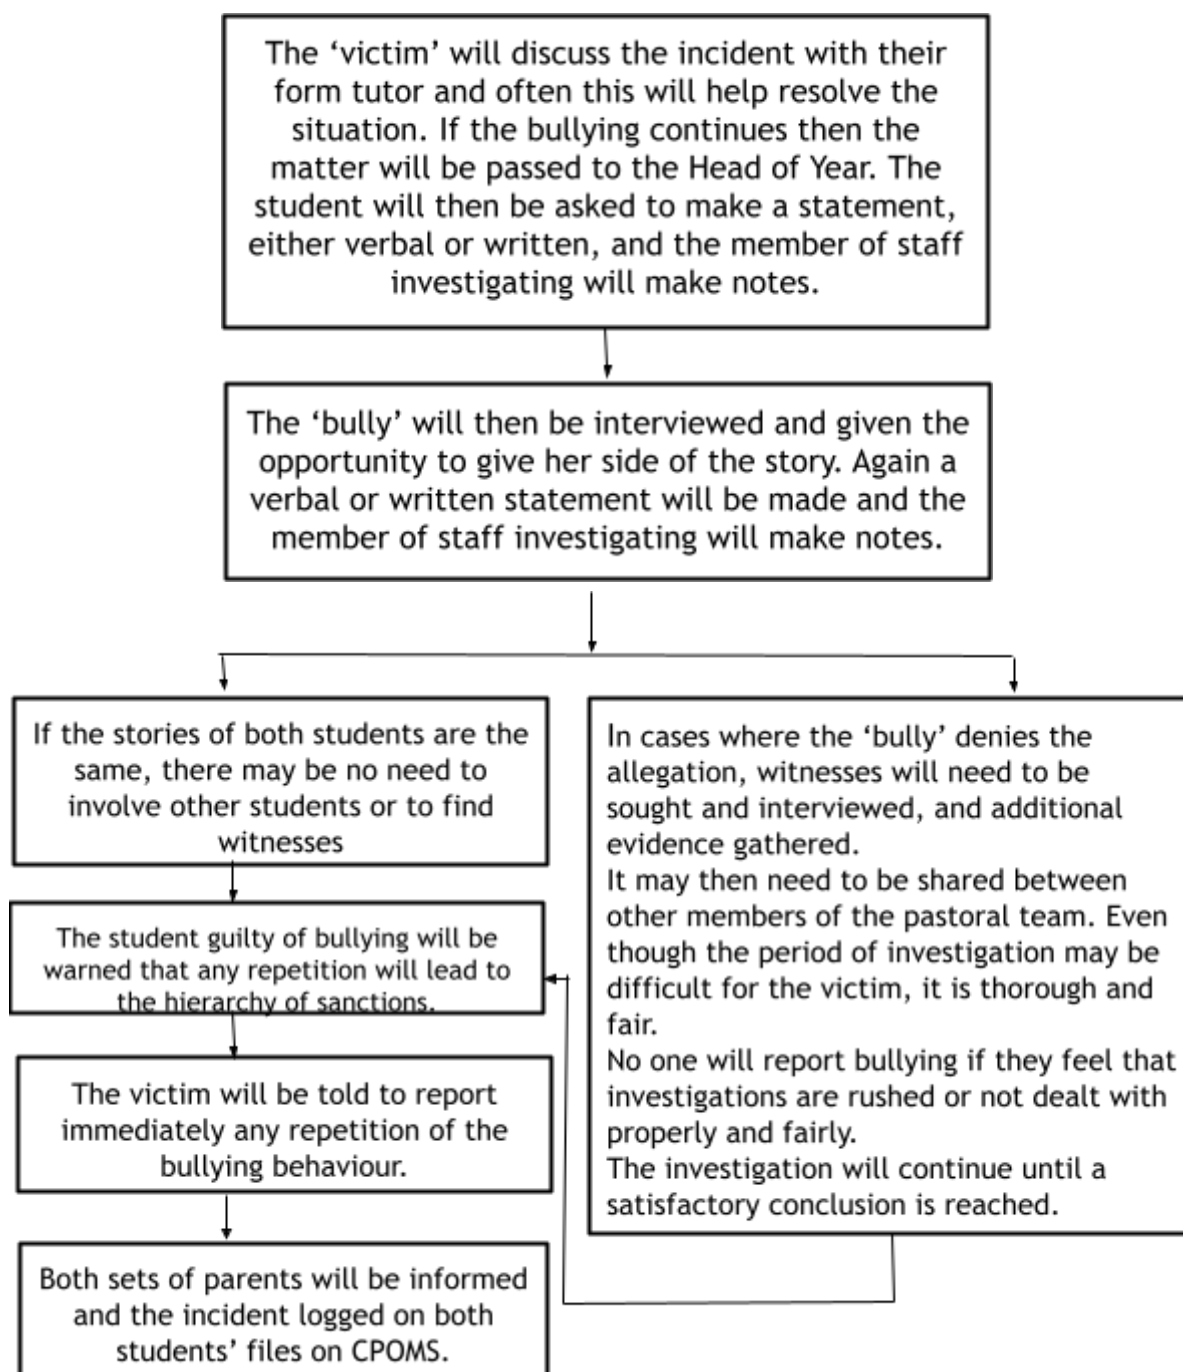 The ‘victim’ will discuss the incident with their
form tutor and often this will help resolve the
situation. If the bullying continues then the
matter will be passed to the Head of Year. The
student will then be asked to make a statement,
either verbal or written, and the member of staff
investigating will make notes.
The ‘bully’ will then be interviewed and given the
opportunity to give her side of the story. Again a
verbal or written statement will be made and the
member of staff investigating will make notes.
If the stories of both students are the
same, there may be no need to
involve other students or to find
witnesses
The student guilty of bullying will be
warned that any repetition will lead to
the hierarchy of sanctions.
The victim will be told to report
immediately any repetition of the
bullying behaviour.
Both sets of parents will be informed
and the incident logged on both
students’ files on CPOMS.
In cases where the ‘bully’ denies the
allegation, witnesses will need to be
sought and interviewed, and additional
evidence gathered.
It may then need to be shared between
other members of the pastoral team. Even
though the period of investigation may be
difficult for the victim, it is thorough and
fair.
No one will report bullying if they feel that
investigations are rushed or not dealt with
properly and fairly.
The investigation will continue until a
satisfactory conclusion is reached.